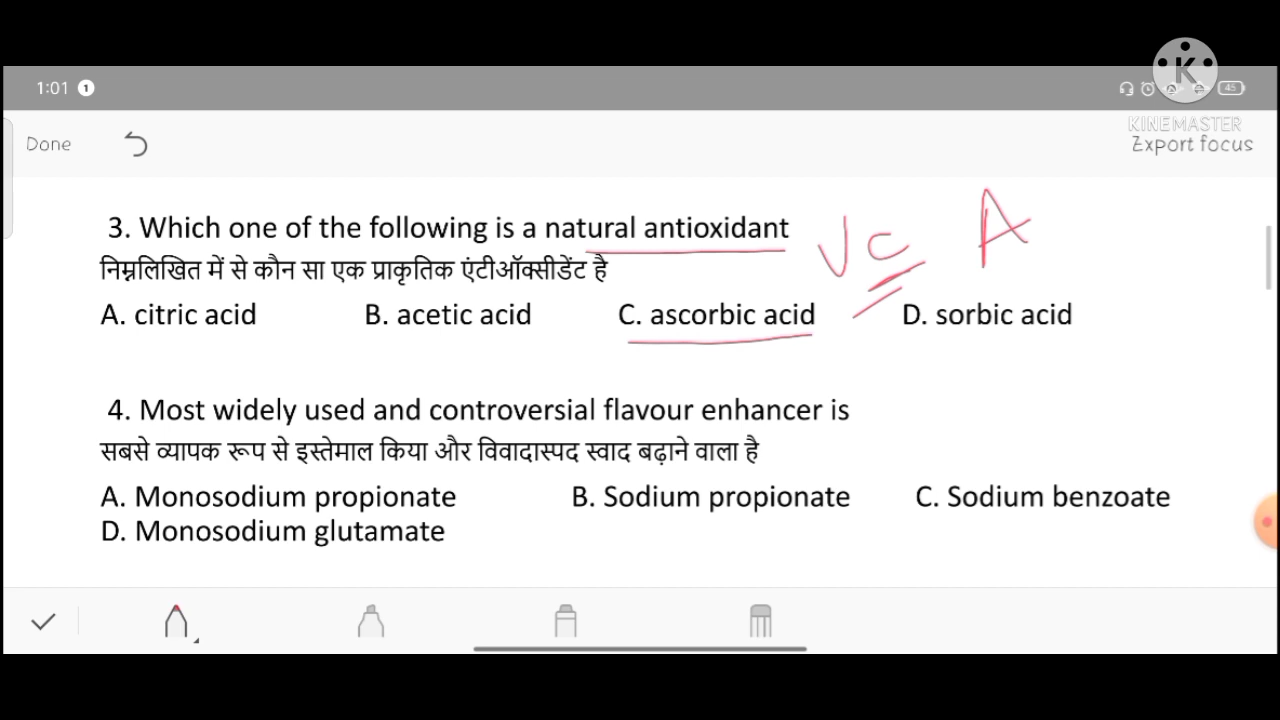 1:01 1
45
K
KINEMASTER
Done
Export focus
3. Which one of the following is a natural antioxidant
VC A
निम्नलिखित में से कौन सा एक प्राकृतिक एंटीऑक्सीडेंट है
A. citric acid B. acetic acid C. ascorbic acid D. sorbic acid
4. Most widely used and controversial flavour enhancer is
सबसे व्यापक रूप से इस्तेमाल किया और विवादास्पद स्वाद बढ़ाने वाला है
A. Monosodium propionate B. Sodium propionate C. Sodium benzoate
D. Monosodium glutamate